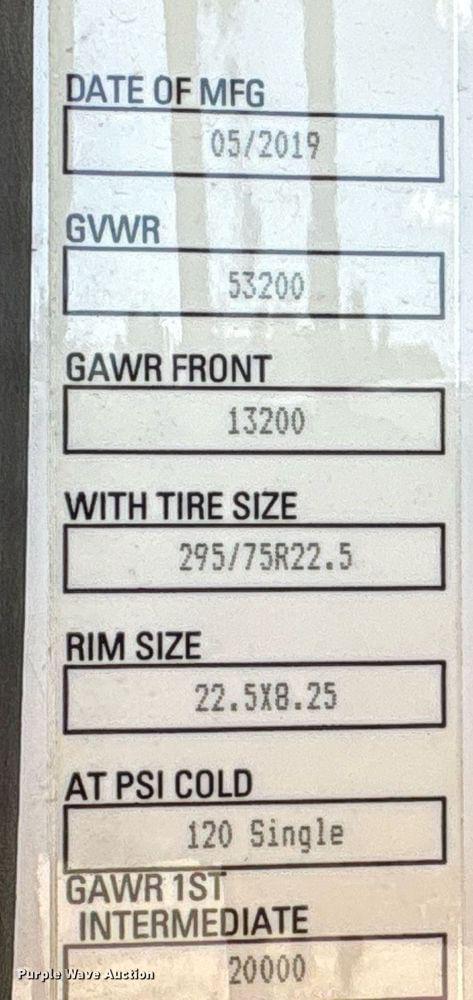 DATE OF MFG
05/2019
GVWR
53200
GAWR FRONT
13200
WITH TIRE SIZE
295/75R22.5
RIM SIZE
22.5X8.25
AT PSI COLD
120 Single
GAWR 1ST
INTERMEDIATE
20000
Purple Wave Auction